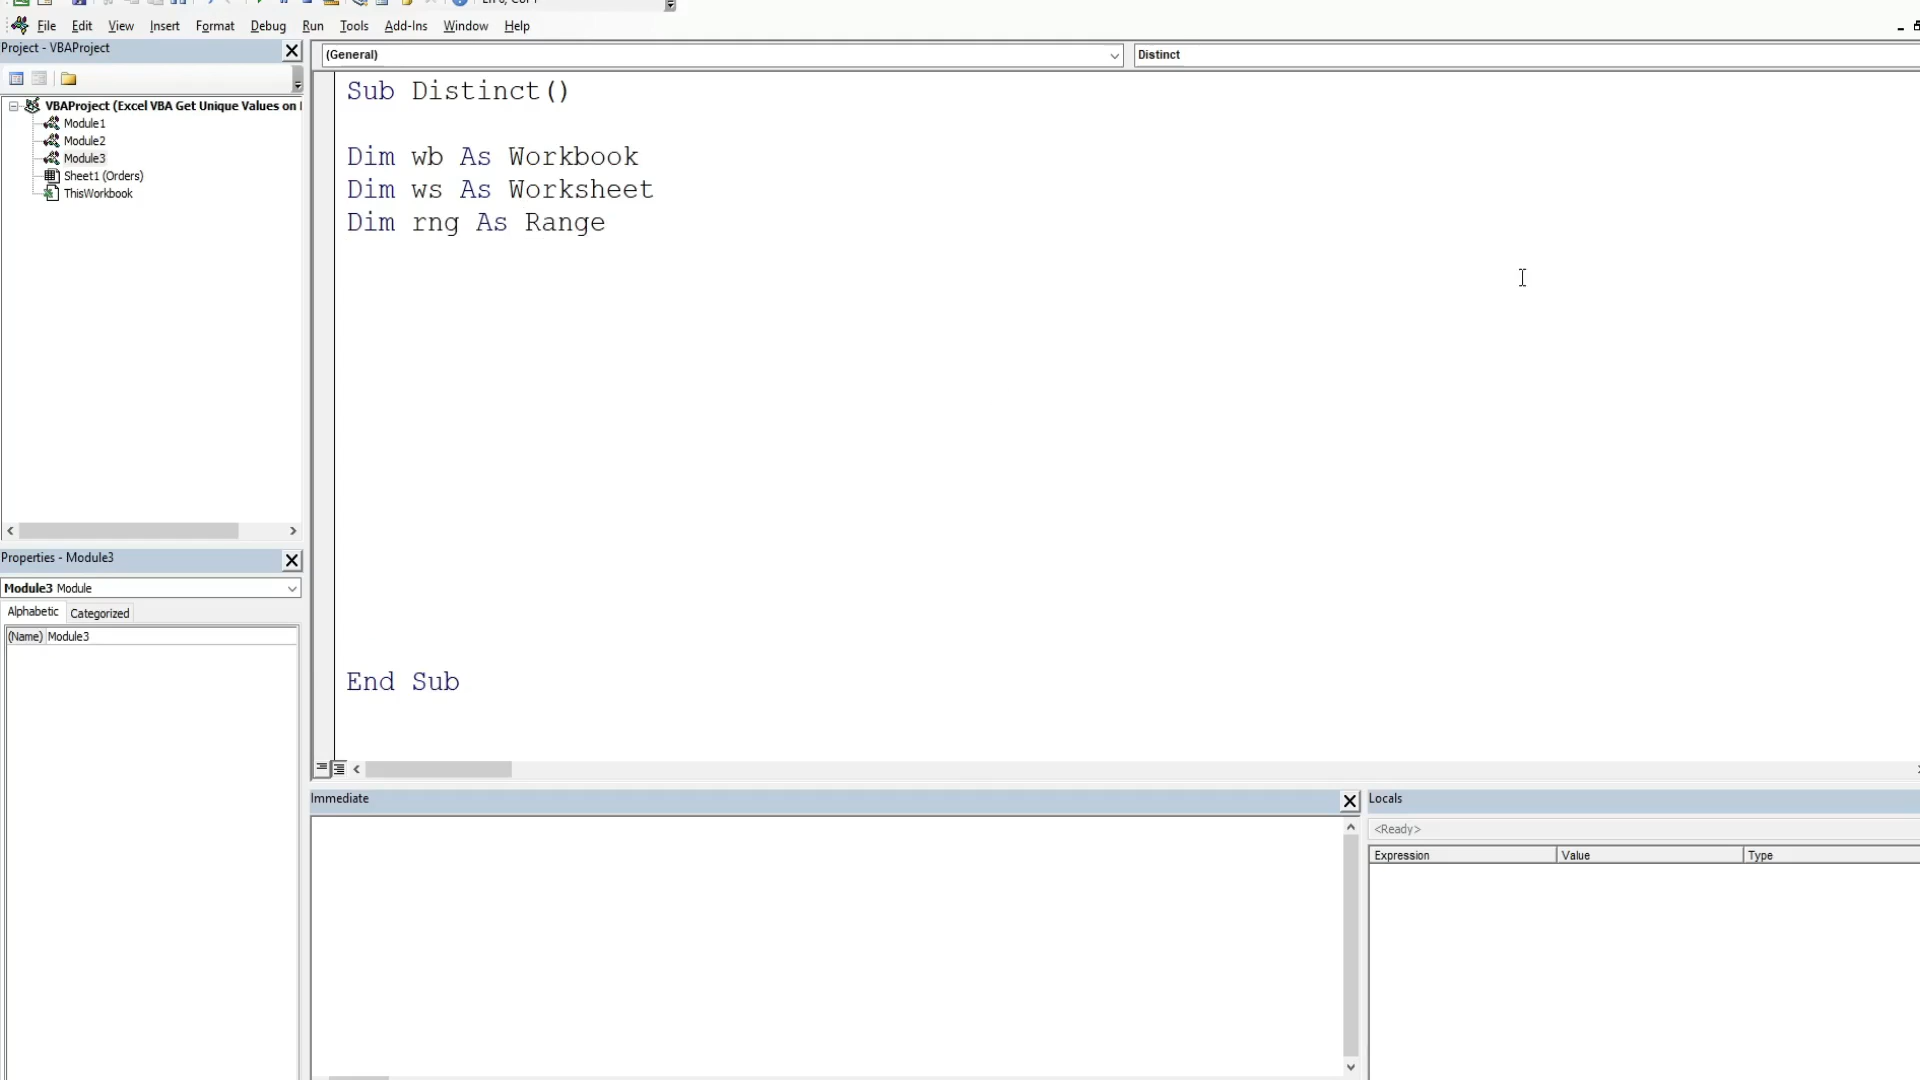 File Edit View Insert Format Debug Run Tools Add-Ins Window Help
Project - VBAProject
VBAProject (Excel VBA Get Unique Values on
Module1
Module2
Module3
Sheet1 (Orders)
ThisWorkbook
Properties - Module3
Module3 Module
Alphabetic Categorized
(Name) Module3
(General)
Distinct
Sub Distinct()
Dim wb As Workbook
Dim ws As Worksheet
Dim rng As Range
End Sub
Immediate
Locals
<Ready>
Expression Value Type